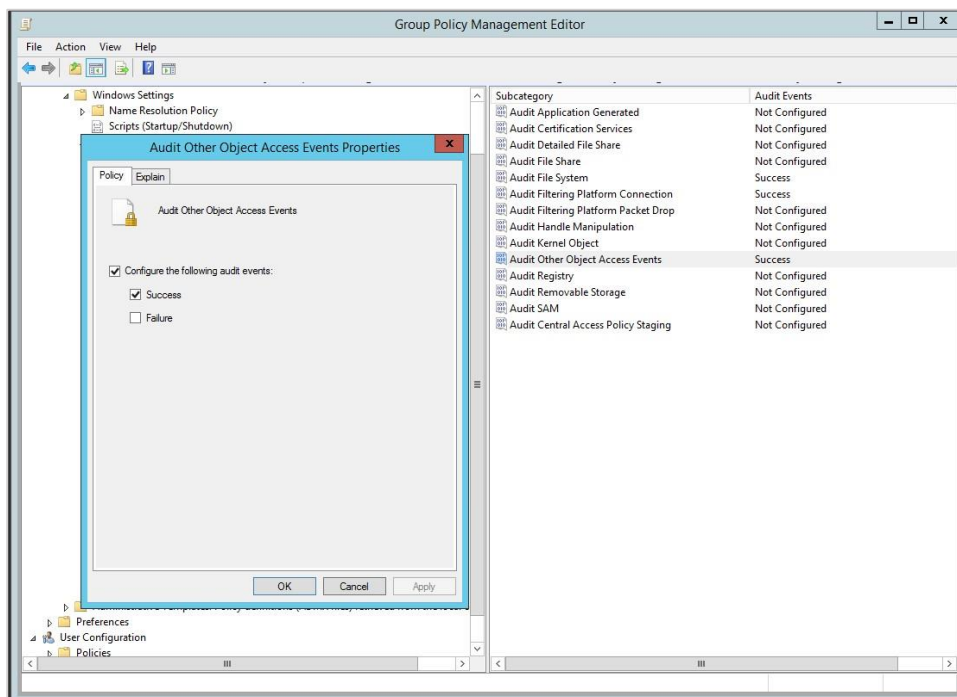 Group Policy Management Editor
File Action View Help
Windows Settings
Name Resolution Policy
Scripts (Startup/Shutdown)
Audit Other Object Access Events Properties
Policy Explain
Audit Other Object Access Events
Configure the following audit events:
Success
Failure
OK Cancel Apply
Preferences
User Configuration
Policies
Subcategory Audit Events
Audit Application Generated Not Configured
Audit Certification Services Not Configured
Audit Detailed File Share Not Configured
Audit File Share Not Configured
Audit File System Success
Audit Filtering Platform Connection Success
Audit Filtering Platform Packet Drop Not Configured
Audit Handle Manipulation Not Configured
Audit Kernel Object Not Configured
Audit Other Object Access Events Success
Audit Registry Not Configured
Audit Removable Storage Not Configured
Audit SAM Not Configured
Audit Central Access Policy Staging Not Configured